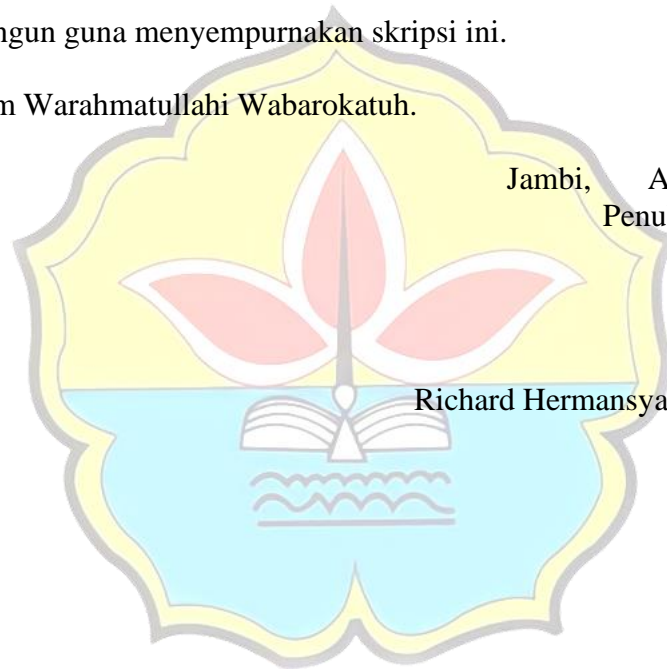 ngun guna menyempurnakan skripsi ini.
m Warahmatullahi Wabarokatuh.
Jambi, A
Penu
Richard Hermansya